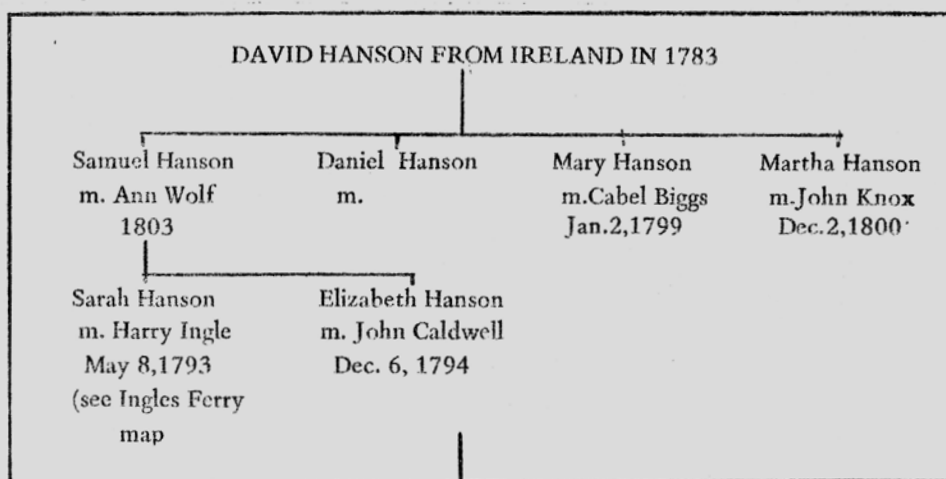 DAVID HANSON FROM IRELAND IN 1783
Samuel Hanson
m. Ann Wolf
1803
Daniel Hanson
m.
Mary Hanson
m.Cabel Biggs
Jan.2,1799
Martha Hanson
m.John Knox
Dec.2,1800
Sarah Hanson
m. Harry Ingle
May 8,1793
(see Ingles Ferry
map
Elizabeth Hanson
m. John Caldwell
Dec. 6, 1794